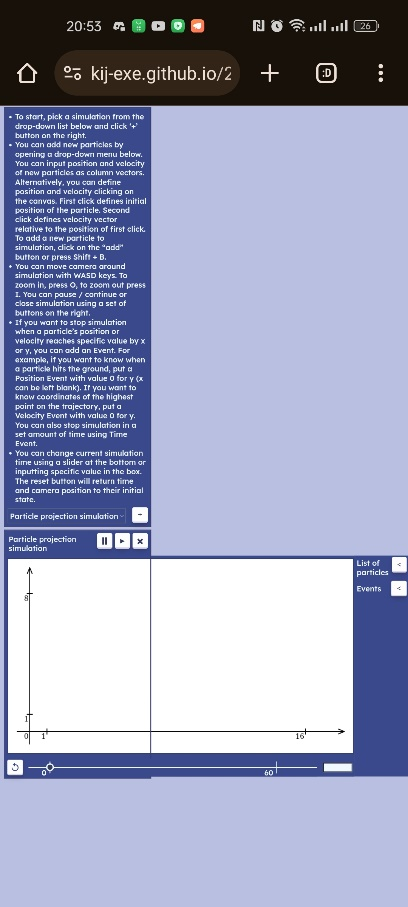 20:53
26
kij-exe.github.io/2
:D
• To start, pick a simulation from the
drop-down list below and click '+'
button on the right.
• You can add new particles by
opening a drop-down menu below.
You can input position and velocity
of new particles as column vectors.
Alternatively, you can define
position and velocity clicking on
the canvas. First click defines initial
position of the particle. Second
click defines velocity vector
relative to the position of first click.
To add a new particle to
simulation, click on the "add"
button or press Shift + B.
• You can move camera around
simulation with WASD keys. To
zoom in, press O, to zoom out press
I. You can pause / continue or
close simulation using a set of
buttons on the right.
• If you want to stop simulation
when a particle's position or
velocity reaches specific value by x
or y, you can add an Event. For
example, if you want to know when
a particle hits the ground, put a
Position Event with value 0 for y (x
can be left blank). If you want to
know coordinates of the highest
point on the trajectory, put a
Velocity Event with value 0 for y.
You can also stop simulation in a
set amount of time using Time
Event.
• You can change current simulation
time using a slider at the bottom or
inputting specific value in the box.
The reset button will return time
and camera position to their initial
state.
Particle projection simulation
Particle projection
simulation
List of
particles
<
Events
<
8
1
0 1 16
0 60